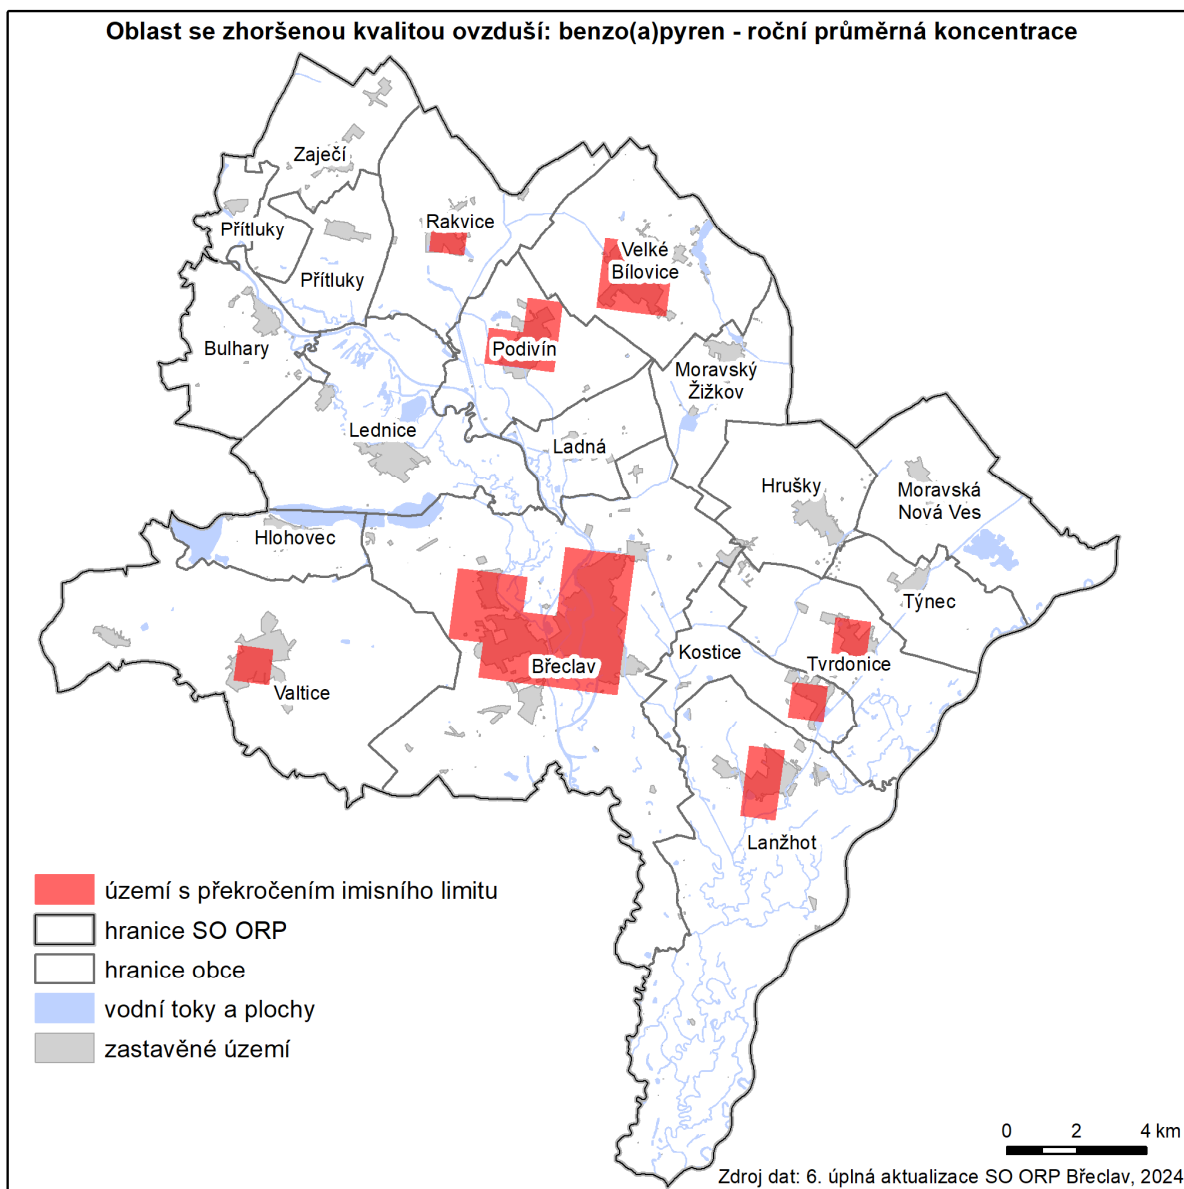 Oblast se zhoršenou kvalitou ovzduší: benzo(a)pyren - roční průměrná koncentrace
Zaječí
Přítluky
Rakvice
Velké
Bílovice
Přítluky
Bulhary
Podivín
Moravský
Žižkov
Lednice
Ladná
Hrušky
Moravská
Nová Ves
Hlohovec
Týnec
Kostice
Tvrdonice
Břeclav
Valtice
Lanžhot
území s překročením imisního limitu
hranice SO ORP
hranice obce
vodní toky a plochy
zastavěné území
0 2 4 km
Zdroj dat: 6. úplná aktualizace SO ORP Břeclav, 2024